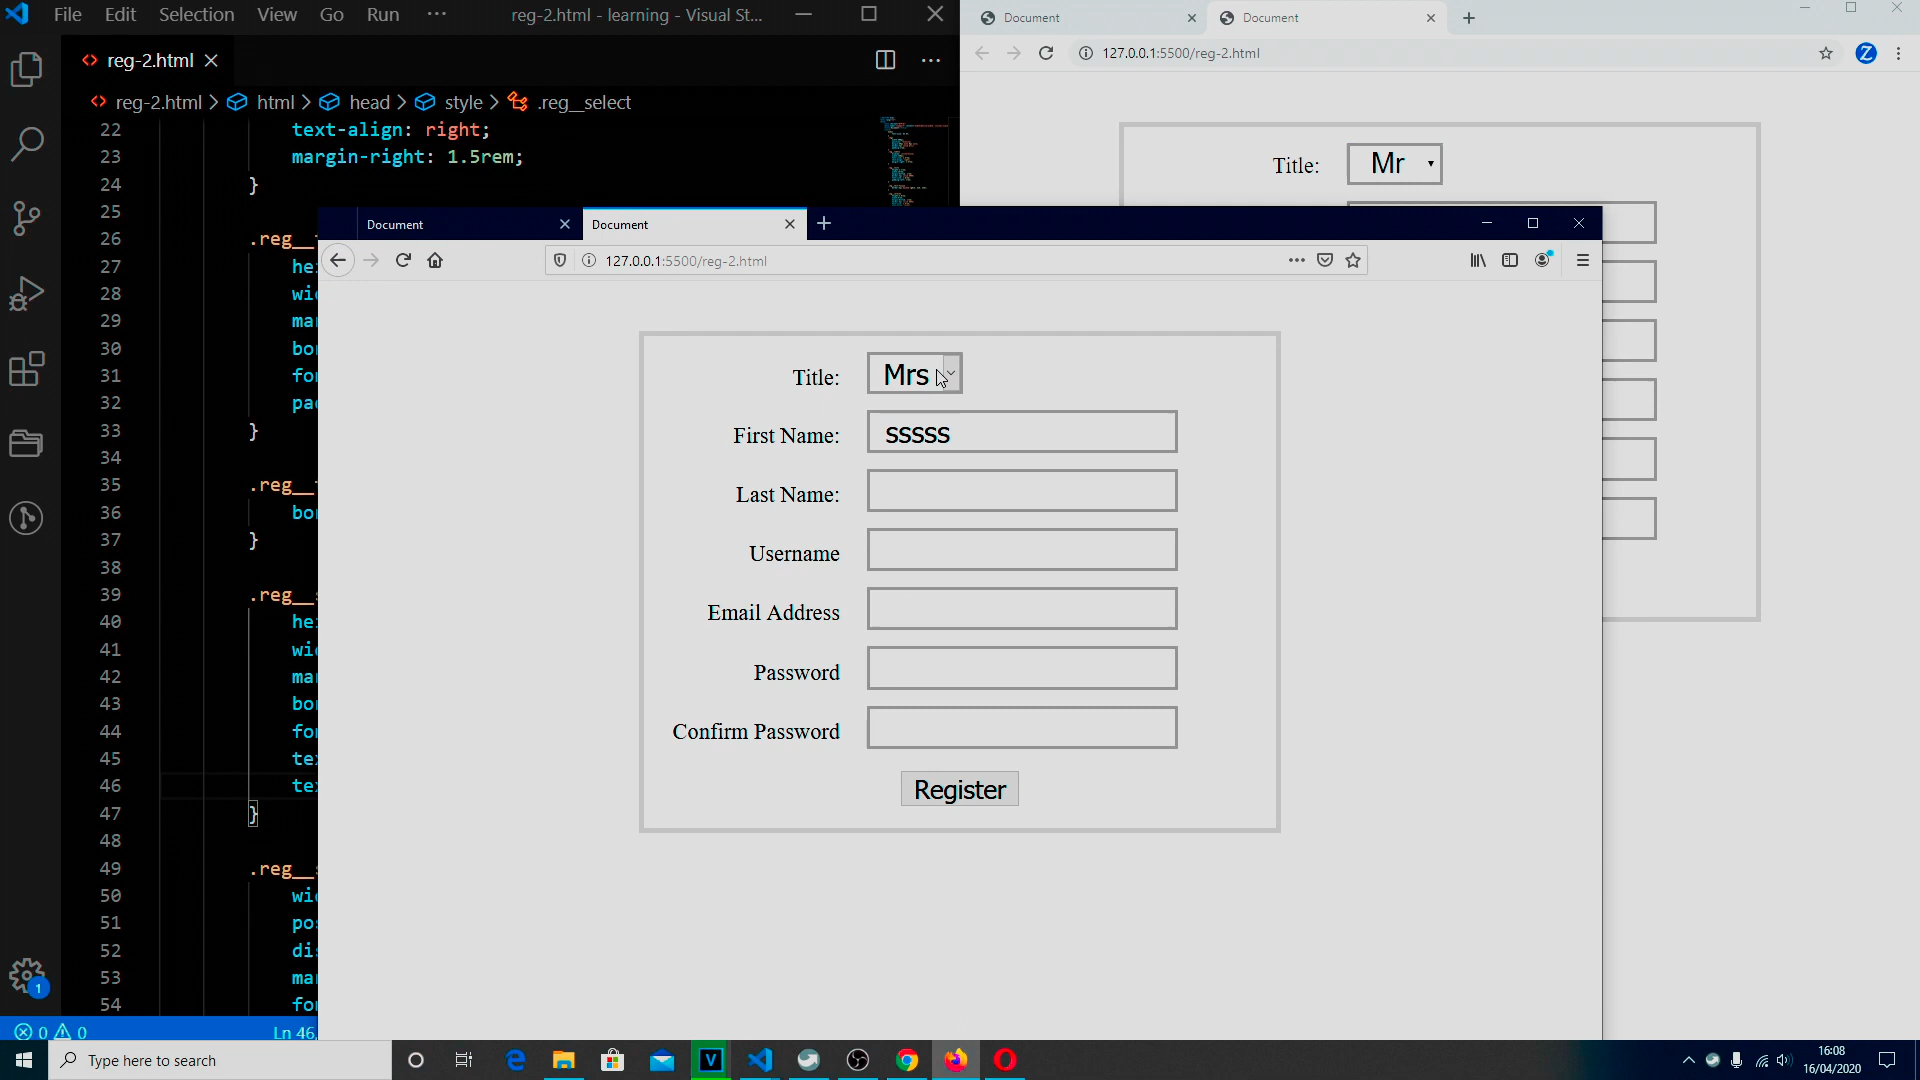 File Edit Selection View Go Run ··· reg-2.html - learning - Visual St...
reg-2.html
reg-2.html > html > head > style > .reg__select
22 text-align: right;
23 margin-right: 1.5rem;
24 }
25
26 .reg__
27 he
28 wi
29 ma
30 bo
31 fo
32 pa
33 }
34
35 .reg__
36 bo
37 }
38
39 .reg__
40 he
41 wi
42 ma
43 bo
44 fo
45 te
46 te
47 }
48
49 .reg__
50 wi
51 po
52 di
53 ma
54 fo
0 0 Ln 46,
1
Document Document
127.0.0.1:5500/reg-2.html
Z
Title: Mr
Document Document
127.0.0.1:5500/reg-2.html
Title: Mrs
First Name: sssss
Last Name:
Username
Email Address
Password
Confirm Password
Register
Type here to search
V
16:08
16/04/2020